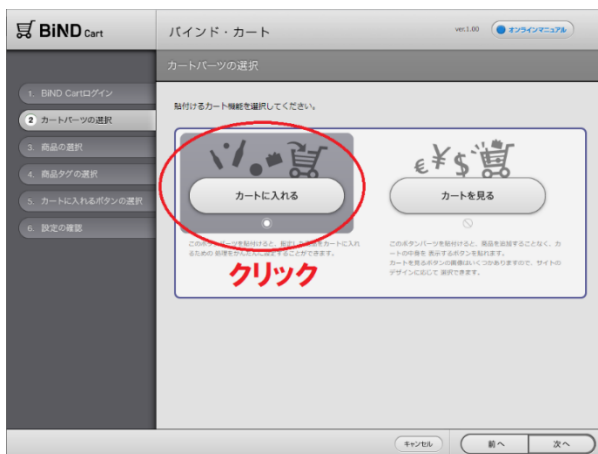 BiND Cart
バインド・カート
ver.1.00
オンラインマニュアル
カートパーツの選択
1. BiND Cartログイン
2 カートパーツの選択
3. 商品の選択
4. 商品タグの選択
5. カートに入れるボタンの選択
6. 設定の確認
貼付けるカート機能を選択してください。
カートに入れる
€ ¥ $
カートを見る
このボタンパーツを貼付けると、指定した商品をカートに入れ
るための 処理をかんたんに設定することができます。
クリック
このボタンパーツを貼付けると、商品を追加することなく、カ
ートの中身を 表示するボタンを貼れます。
カートを見るボタンの画像はいくつかありますので、サイトの
デザインに応じて 選択できます。
キャンセル
前へ
次へ